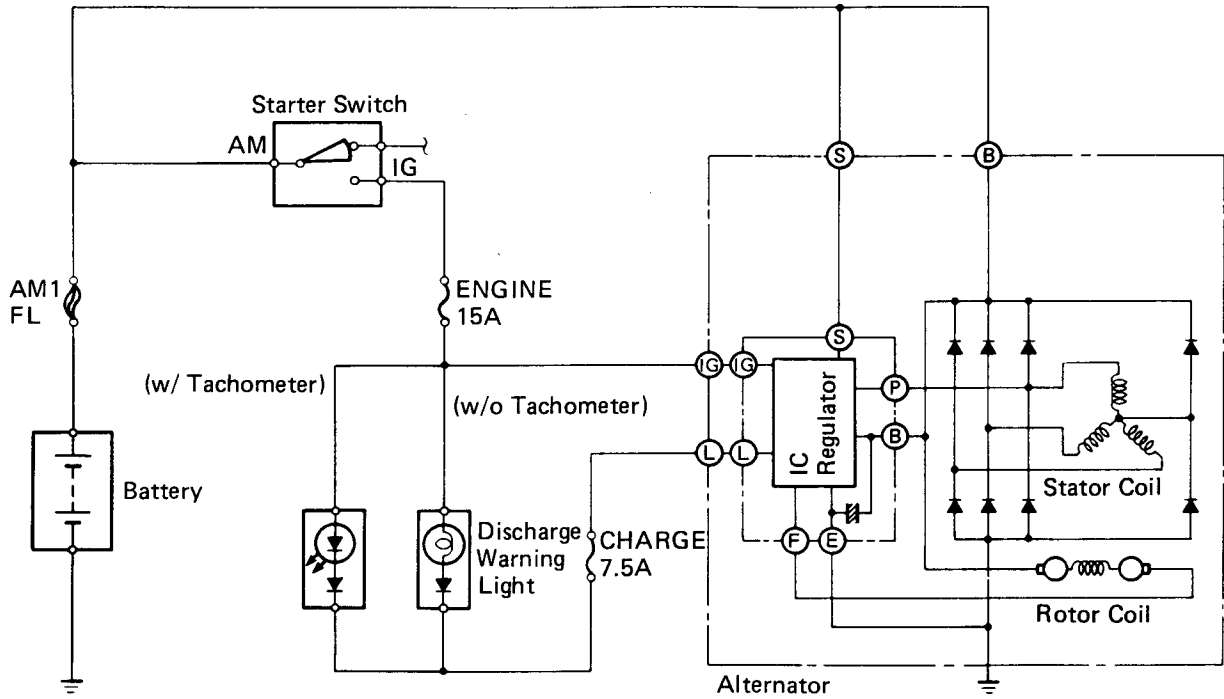 Starter Switch
AM
IG
S
B
AM1
FL
ENGINE
15A
(w/ Tachometer)
(w/o Tachometer)
IG
IG
S
P
B
L
L
IC
Regulator
F
E
Stator Coil
Rotor Coil
Battery
Discharge
Warning
Light
CHARGE
7.5A
Alternator